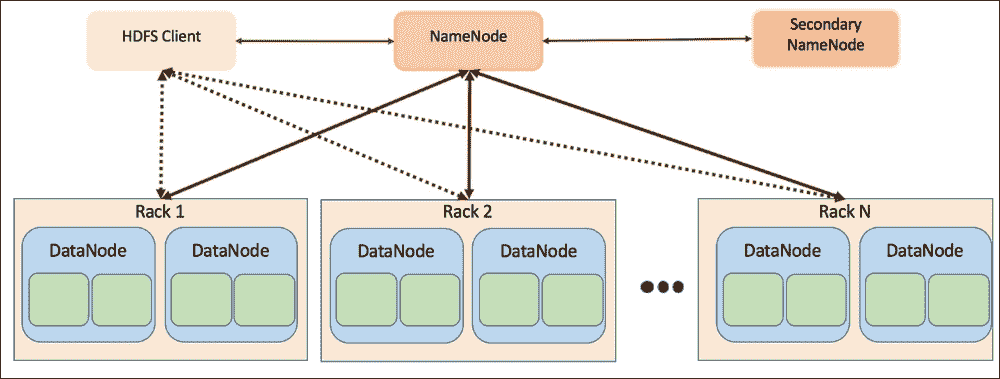 HDFS Client
NameNode
Secondary
NameNode
Rack 1
Rack 2
Rack N
DataNode
DataNode
DataNode
DataNode
DataNode
DataNode